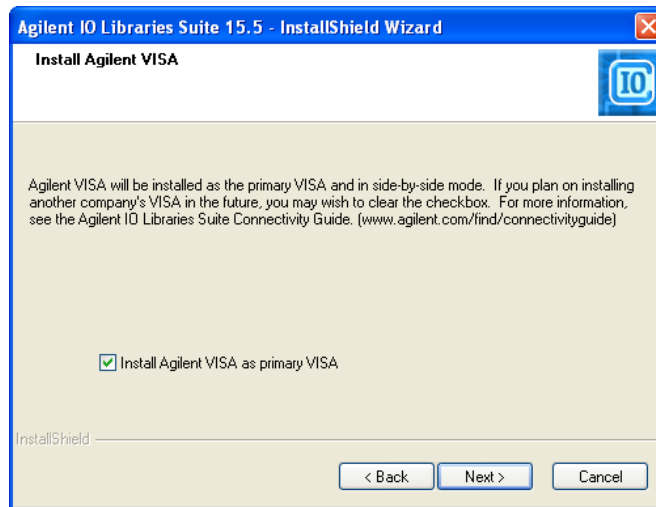 Agilent IO Libraries Suite 15.5 - InstallShield Wizard
Install Agilent VISA
IO
Agilent VISA will be installed as the primary VISA and in side-by-side mode.  If you plan on installing
another company's VISA in the future, you may wish to clear the checkbox.  For more information,
see the Agilent IO Libraries Suite Connectivity Guide. (www.agilent.com/find/connectivityguide)
Install Agilent VISA as primary VISA
InstallShield
< Back
Next >
Cancel